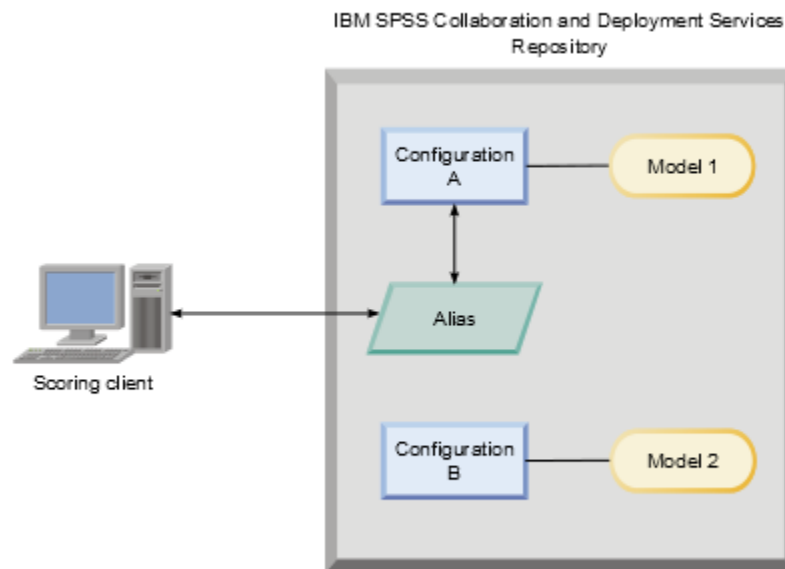 IBM SPSS Collaboration and Deployment Services
Repository
Configuration
A
Model 1
Alias
Scoring client
Configuration
B
Model 2